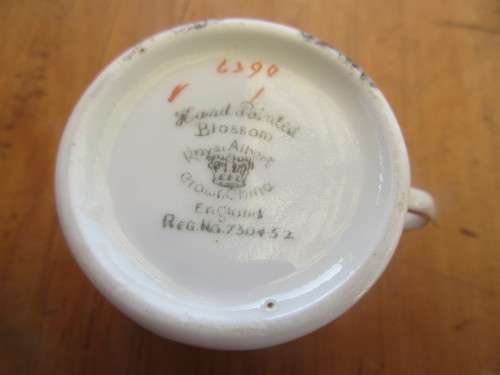 6390
Hand Painted
Blossom
Royal Albert
Crown China
England
REG. NO. 730452